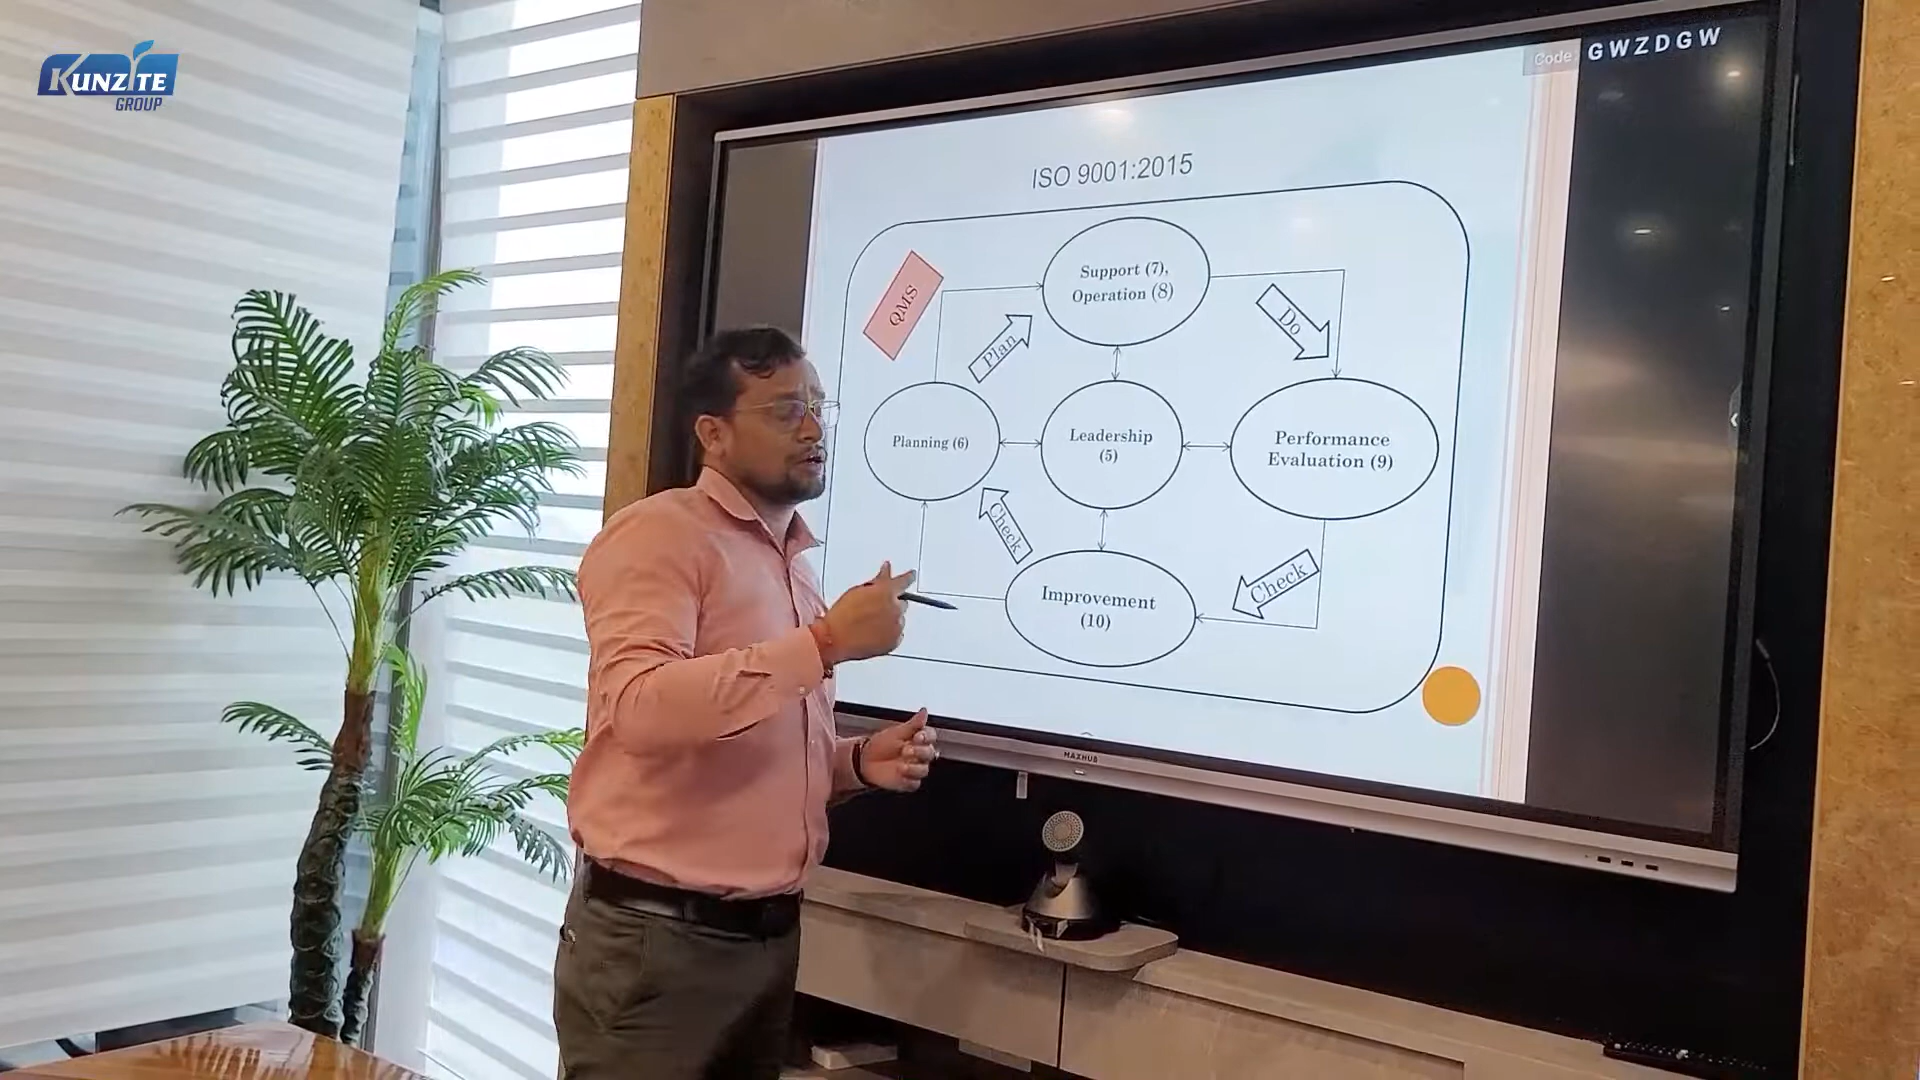 KUNZITE
GROUP
Code:
GWZDGW
ISO 9001:2015
QMS
Support (7),
Operation (8)
Plan
Do
Planning (6)
Leadership
(5)
Performance
Evaluation (9)
Check
Check
Improvement
(10)
MAXHUB